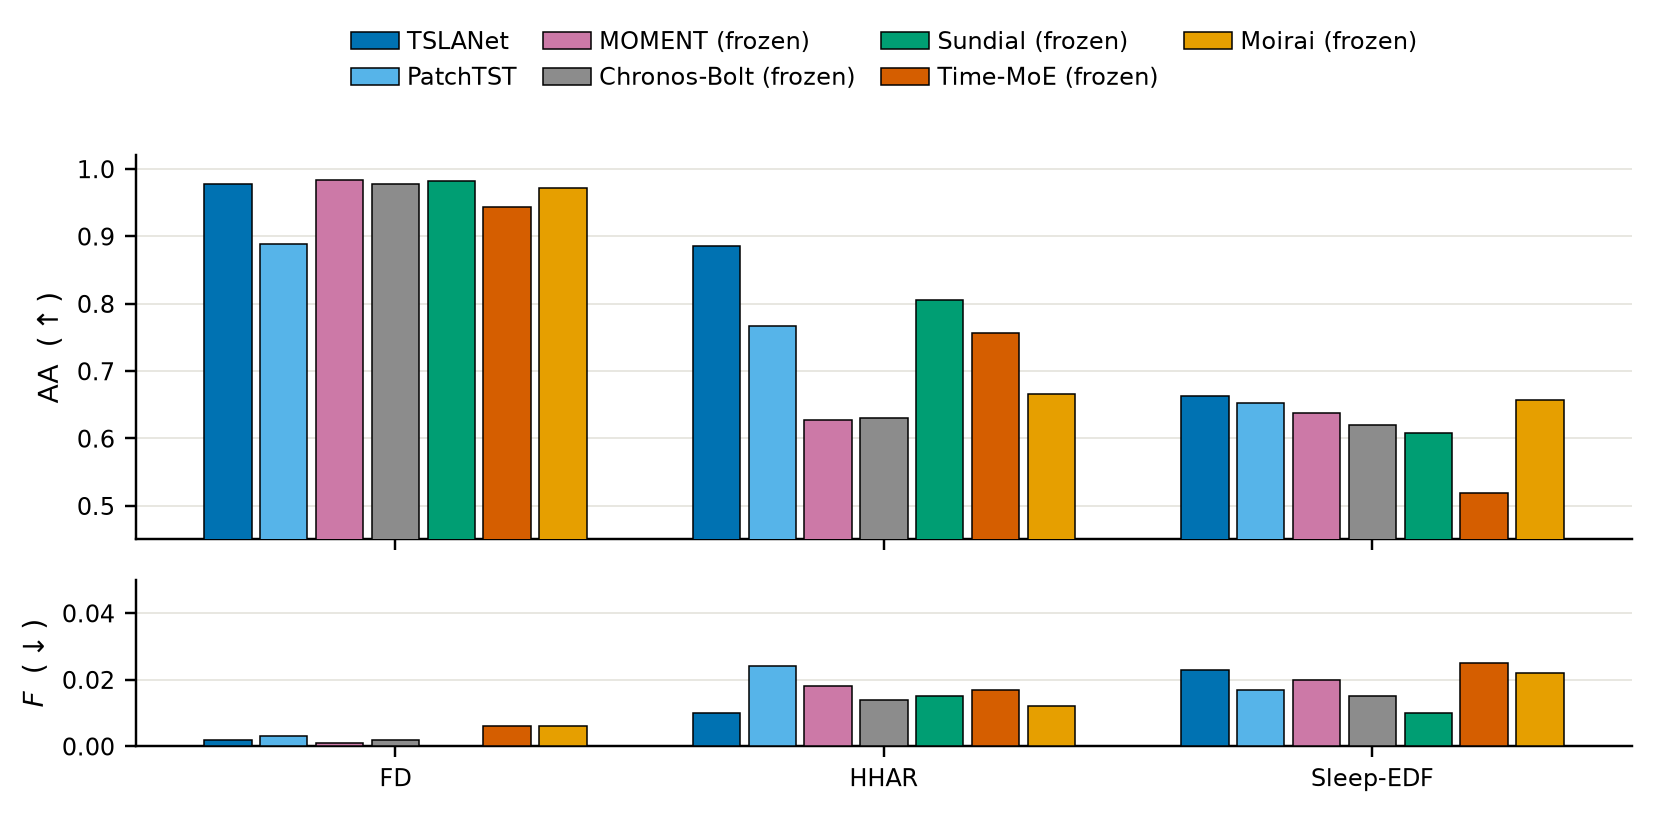 TSLANet MOMENT (frozen) Sundial (frozen) Moirai (frozen)
PatchTST Chronos-Bolt (frozen) Time-MoE (frozen)
AA (↑)
1.0
0.9
0.8
0.7
0.6
0.5
F (↓)
0.04
0.02
0.00
FD HHAR Sleep-EDF